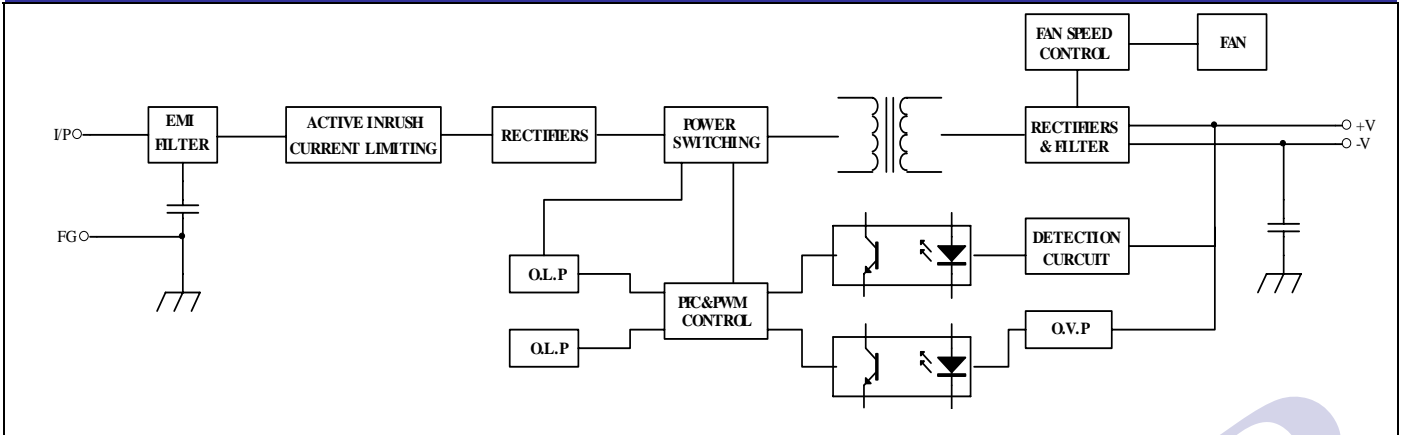 FAN SPEED
CONTROL
FAN
I/P
EMI
FILTER
ACTIVE INRUSH
CURRENT LIMITING
RECTIFIERS
POWER
SWITCHING
RECTIFIERS
& FILTER
+V
-V
FG
O.L.P
PFC&PWM
CONTROL
DETECTION
CURCUIT
O.L.P
O.V.P